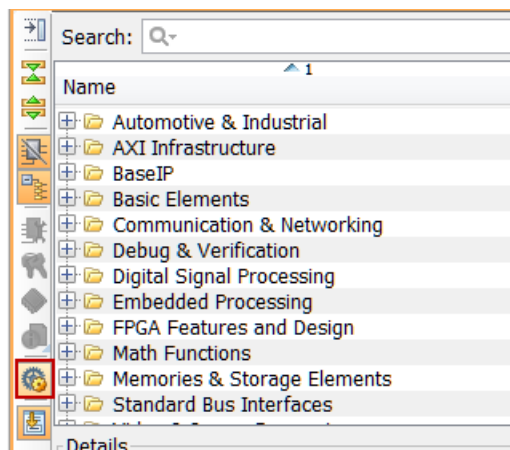 Search:
1
Name
Automotive & Industrial
AXI Infrastructure
BaseIP
Basic Elements
Communication & Networking
Debug & Verification
Digital Signal Processing
Embedded Processing
FPGA Features and Design
Math Functions
Memories & Storage Elements
Standard Bus Interfaces
Details